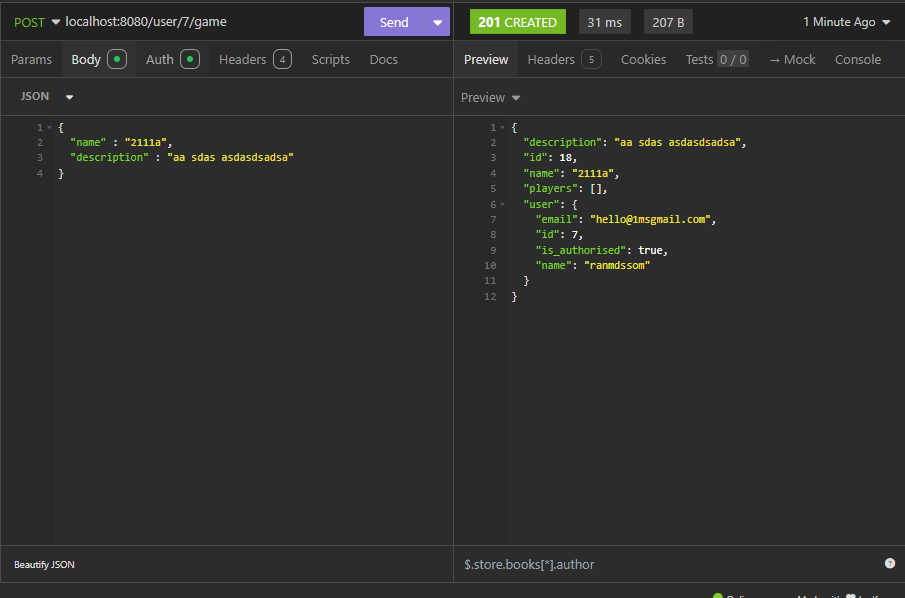 POST localhost:8080/user/7/game Send 201 CREATED 31 ms 207 B 1 Minute Ago
Params Body Auth Headers 4 Scripts Docs Preview Headers 5 Cookies Tests 0 / 0 → Mock Console
JSON Preview
1 {
2 "name" : "2111a",
3 "description" : "aa sdas asdasdsadsa"
4 }
1 {
2 "description": "aa sdas asdasdsadsa",
3 "id": 18,
4 "name": "2111a",
5 "players": [],
6 "user": {
7 "email": "hello@1msgmail.com",
8 "id": 7,
9 "is_authorised": true,
10 "name": "ranmdssom"
11 }
12 }
Beautify JSON $.store.books[*].author ?